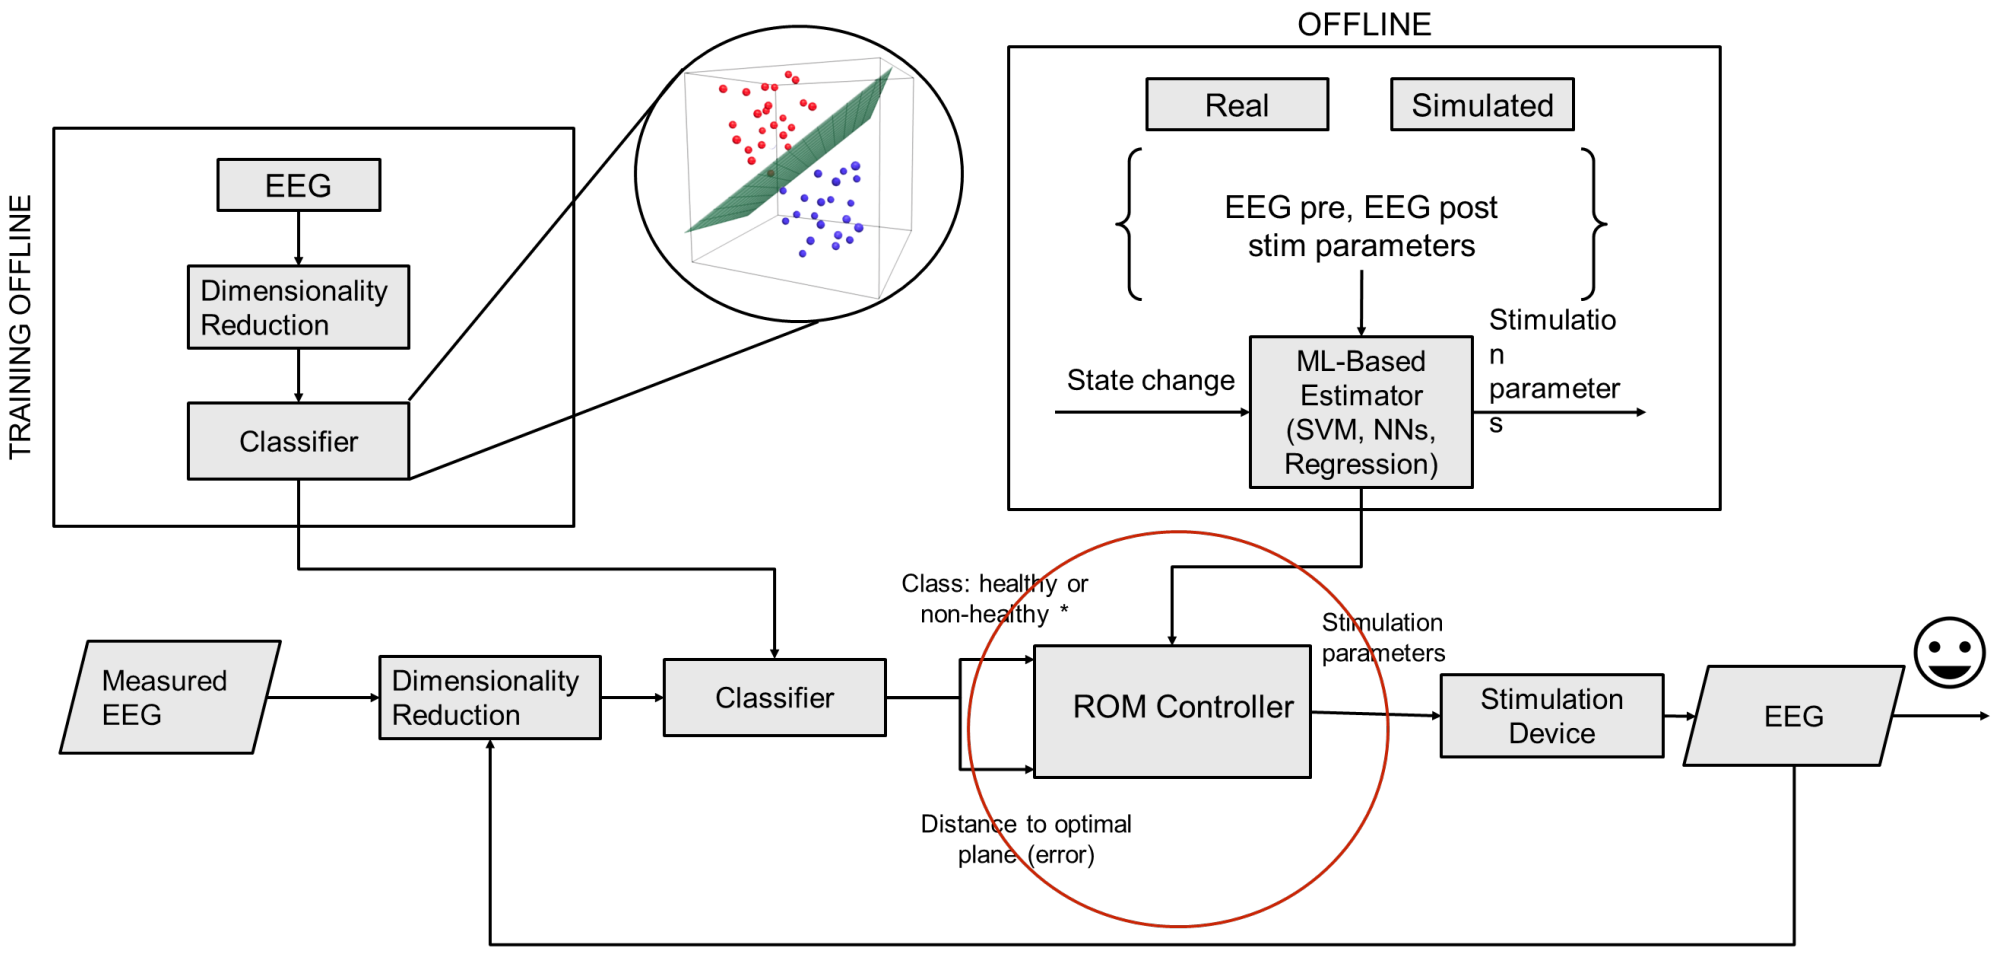 OFFLINE
TRAINING OFFLINE
EEG
Dimensionality
Reduction
Classifier
Real
Simulated
EEG pre, EEG post
stim parameters
State change
ML-Based
Estimator
(SVM, NNs,
Regression)
Stimulatio
n
parameter
s
Measured
EEG
Dimensionality
Reduction
Classifier
Class: healthy or
non-healthy *
Distance to optimal
plane (error)
ROM Controller
Stimulation
parameters
Stimulation
Device
EEG